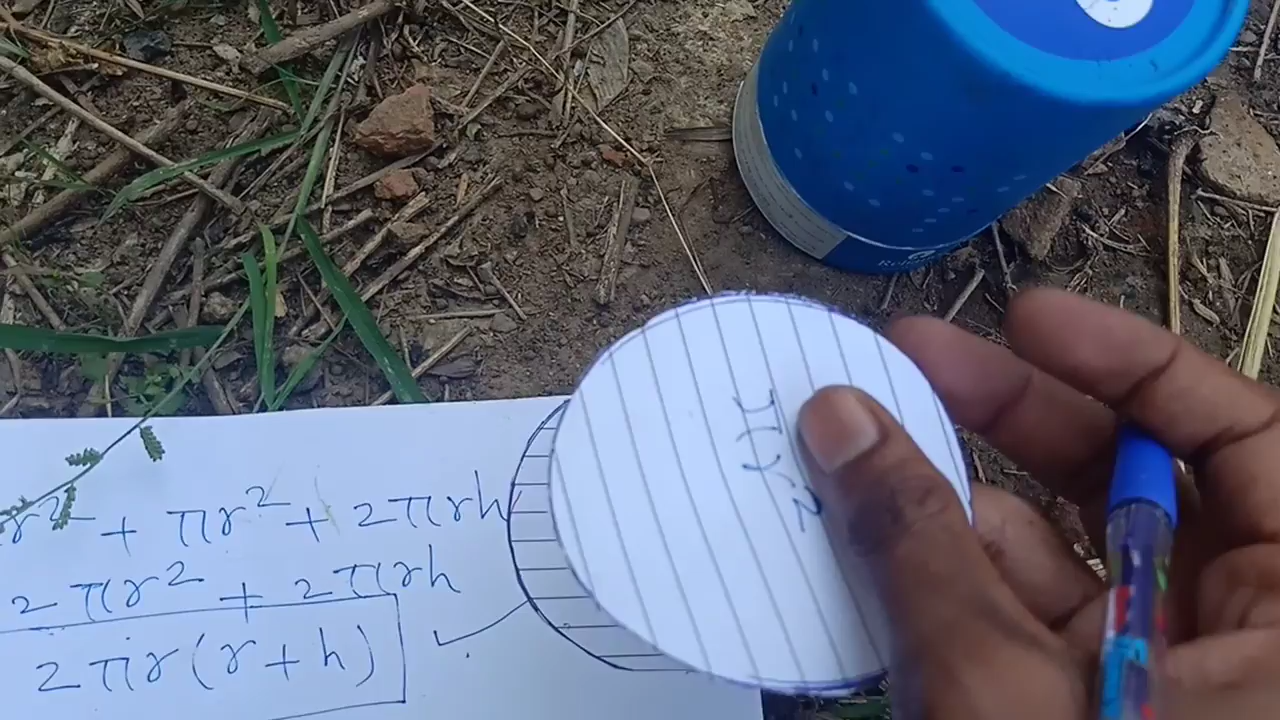 πr²
r² + πr² + 2πrh
2πr² + 2πrh
2πr(r+h)